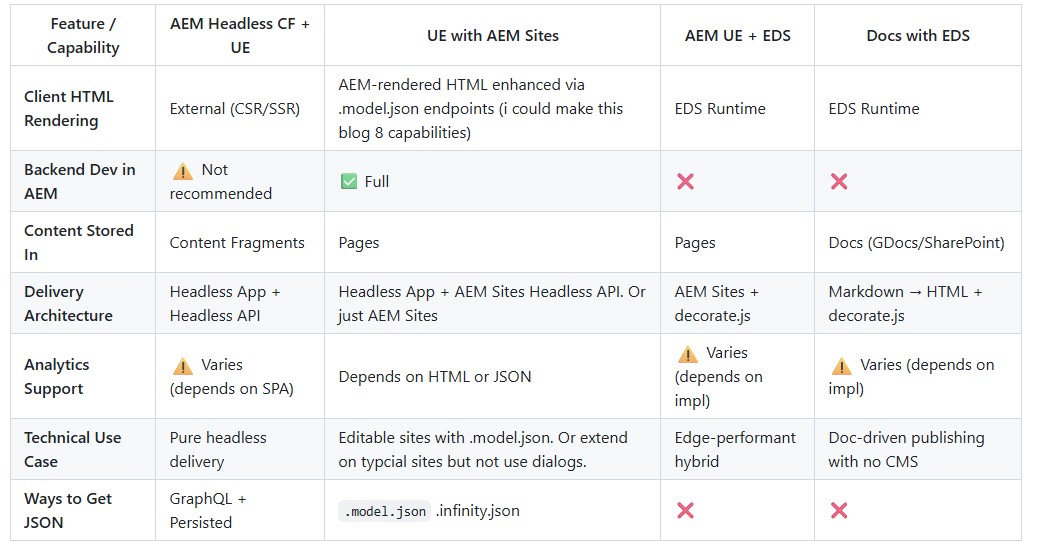 Feature / Capability | AEM Headless CF + UE | UE with AEM Sites | AEM UE + EDS | Docs with EDS
Client HTML Rendering | External (CSR/SSR) | AEM-rendered HTML enhanced via .model.json endpoints (i could make this blog 8 capabilities) | EDS Runtime | EDS Runtime
Backend Dev in AEM | ⚠️ Not recommended | ✅ Full | ❌ | ❌
Content Stored In | Content Fragments | Pages | Pages | Docs (GDocs/SharePoint)
Delivery Architecture | Headless App + Headless API | Headless App + AEM Sites Headless API. Or just AEM Sites | AEM Sites + decorate.js | Markdown → HTML + decorate.js
Analytics Support | ⚠️ Varies (depends on SPA) | Depends on HTML or JSON | ⚠️ Varies (depends on impl) | ⚠️ Varies (depends on impl)
Technical Use Case | Pure headless delivery | Editable sites with .model.json. Or extend on typcial sites but not use dialogs. | Edge-performant hybrid | Doc-driven publishing with no CMS
Ways to Get JSON | GraphQL + Persisted | .model.json .infinity.json | ❌ | ❌